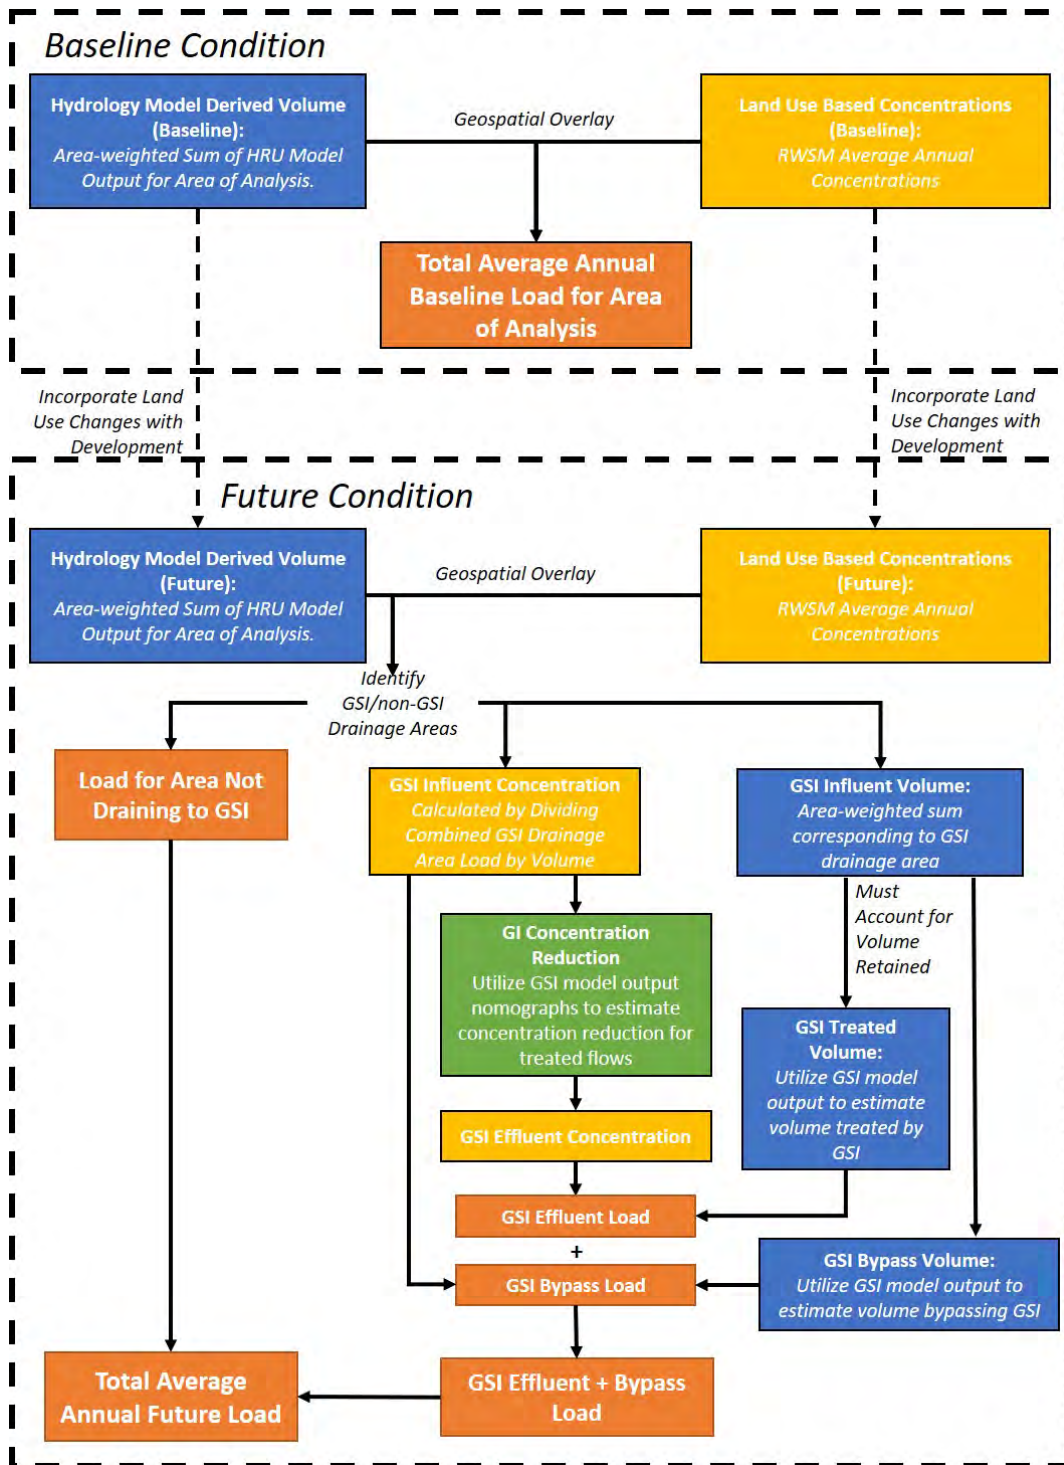 Baseline Condition
Hydrology Model Derived Volume
(Baseline):
Area-weighted Sum of HRU Model
Output for Area of Analysis.
Geospatial Overlay
Land Use Based Concentrations
(Baseline):
RWSM Average Annual
Concentrations
Total Average Annual
Baseline Load for Area
of Analysis
Incorporate Land
Use Changes with
Development
Incorporate Land
Use Changes with
Development
Future Condition
Hydrology Model Derived Volume
(Future):
Area-weighted Sum of HRU Model
Output for Area of Analysis.
Geospatial Overlay
Land Use Based Concentrations
(Future):
RWSM Average Annual
Concentrations
Identify
GSI/non-GSI
Drainage Areas
Load for Area Not
Draining to GSI
GSI Influent Concentration
Calculated by Dividing
Combined GSI Drainage
Area Load by Volume
GSI Influent Volume:
Area-weighted sum
corresponding to GSI
drainage area
Must
Account for
Volume
Retained
GI Concentration
Reduction
Utilize GSI model output
nomographs to estimate
concentration reduction for
treated flows
GSI Treated
Volume:
Utilize GSI model
output to estimate
volume treated by
GSI
GSI Effluent Concentration
GSI Effluent Load
+
GSI Bypass Load
GSI Bypass Volume:
Utilize GSI model output to
estimate volume bypassing GSI
Total Average
Annual Future Load
GSI Effluent + Bypass
Load